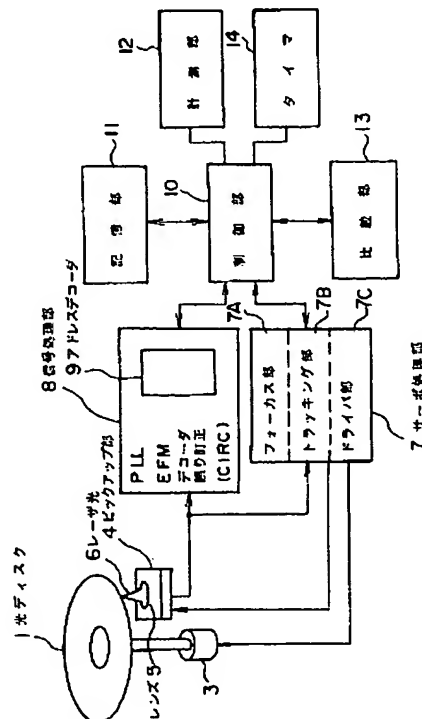 1光ディスク
6レーザ光
4ピックアップ部
レンズ5
3
8信号処理部
9アドレスデコーダ
PLL
EFM
デコーダ
誤り訂正
(CIRC)
7A
フォーカス部
7B
トラッキング部
7C
ドライバ部
7サーボ処理部
10
制御部
11
記憶部
12
計測部
14
タイマ
13
比較部